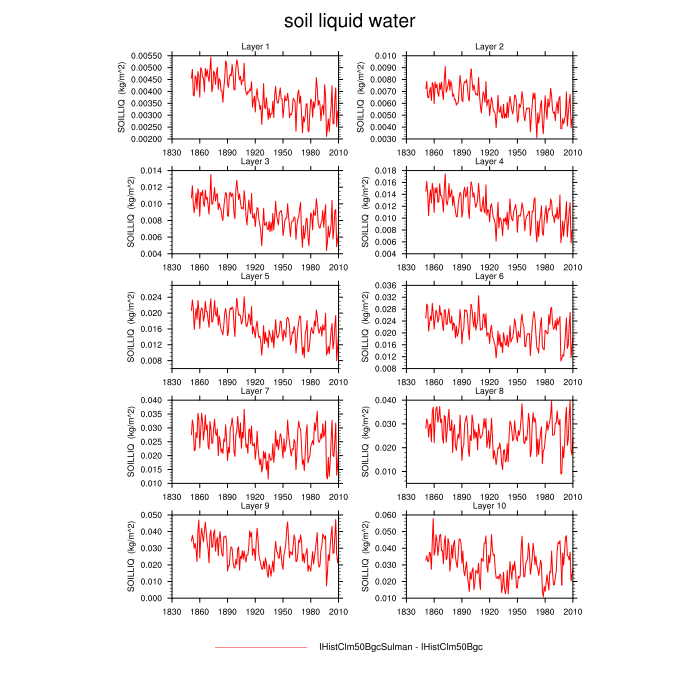 soil liquid water
Layer 1
Layer 2
SOILLIQ (kg/m^2)
0.00550
0.00500
0.00450
0.00400
0.00350
0.00300
0.00250
0.00200
1830 1860 1890 1920 1950 1980 2010
SOILLIQ (kg/m^2)
0.010
0.0090
0.0080
0.0070
0.0060
0.0050
0.0040
0.0030
1830 1860 1890 1920 1950 1980 2010
Layer 3
Layer 4
SOILLIQ (kg/m^2)
0.014
0.012
0.010
0.008
0.006
0.004
1830 1860 1890 1920 1950 1980 2010
SOILLIQ (kg/m^2)
0.018
0.016
0.014
0.012
0.010
0.008
0.006
0.004
1830 1860 1890 1920 1950 1980 2010
Layer 5
Layer 6
SOILLIQ (kg/m^2)
0.024
0.020
0.016
0.012
0.008
1830 1860 1890 1920 1950 1980 2010
SOILLIQ (kg/m^2)
0.036
0.032
0.028
0.024
0.020
0.016
0.012
0.008
1830 1860 1890 1920 1950 1980 2010
Layer 7
Layer 8
SOILLIQ (kg/m^2)
0.040
0.035
0.030
0.025
0.020
0.015
0.010
1830 1860 1890 1920 1950 1980 2010
SOILLIQ (kg/m^2)
0.040
0.030
0.020
0.010
1830 1860 1890 1920 1950 1980 2010
Layer 9
Layer 10
SOILLIQ (kg/m^2)
0.050
0.040
0.030
0.020
0.010
0.000
1830 1860 1890 1920 1950 1980 2010
SOILLIQ (kg/m^2)
0.060
0.050
0.040
0.030
0.020
0.010
1830 1860 1890 1920 1950 1980 2010
IHistClm50BgcSulman - IHistClm50Bgc